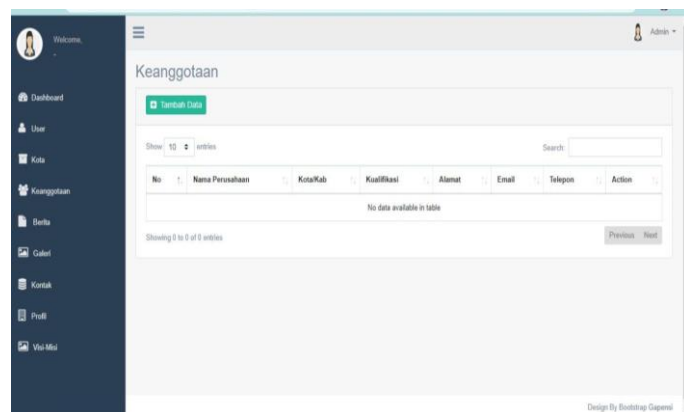 Welcome,
-
Admin
Keanggotaan
Dashboard
User
Kota
Keanggotaan
Berita
Galeri
Kontak
Profil
Visi-Misi
Tambah Data
Show 10 entries
Search:
No Nama Perusahaan Kota/Kab Kualifikasi Alamat Email Telepon Action
No data available in table
Showing 0 to 0 of 0 entries
Previous Next
Design By Bootstrap Gapensi